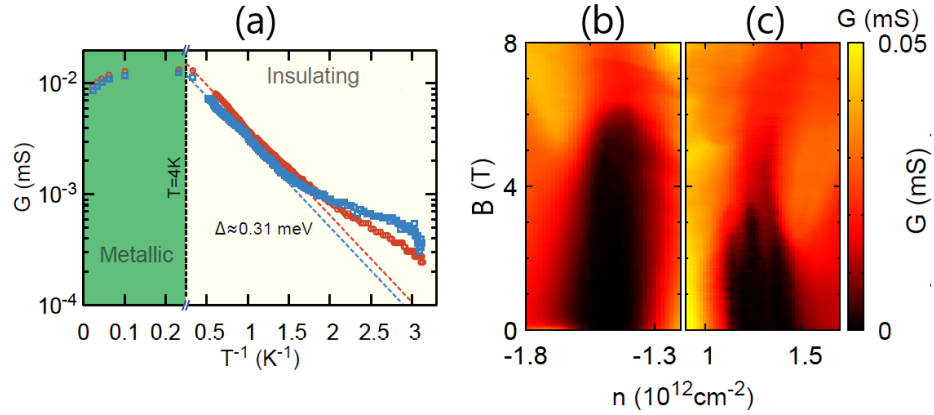 (a)
(b)
(c)
G (mS)
10⁻²
10⁻³
10⁻⁴
G (mS)
Metallic
T=4K
Insulating
Δ≈0.31 meV
0 0.1 0.2 0.5 1 1.5 2 2.5 3
T⁻¹ (K⁻¹)
8
4
0
B (T)
-1.8 -1.3 1 1.5
n (10¹²cm⁻²)
0.05
G (mS)
0